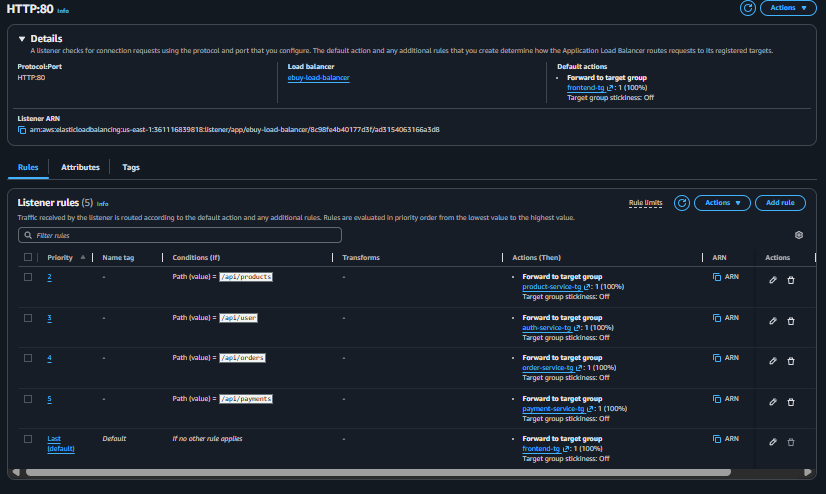 HTTP:80 Info
Actions ▼
▼ Details
A listener checks for connection requests using the protocol and port that you configure. The default action and any additional rules that you create determine how the Application Load Balancer routes requests to its registered targets.
Protocol:Port
HTTP:80
Load balancer
ebuy-load-balancer
Default actions
• Forward to target group
frontend-tg : 1 (100%)
Target group stickiness: Off
Listener ARN
arn:aws:elasticloadbalancing:us-east-1:361116839818:listener/app/ebuy-load-balancer/8c98fe4b40177d3f/ad3154063166a3d8
Rules Attributes Tags
Listener rules (5) Info
Rule limits Actions ▼ Add rule
Traffic received by the listener is routed according to the default action and any additional rules. Rules are evaluated in priority order from the lowest value to the highest value.
Filter rules
Priority Name tag Conditions (If) Transforms Actions (Then) ARN Actions
2 - Path (value) = /api/products - • Forward to target group ARN
product-service-tg : 1 (100%)
Target group stickiness: Off
3 - Path (value) = /api/user - • Forward to target group ARN
auth-service-tg : 1 (100%)
Target group stickiness: Off
4 - Path (value) = /api/orders - • Forward to target group ARN
order-service-tg : 1 (100%)
Target group stickiness: Off
5 - Path (value) = /api/payments - • Forward to target group ARN
payment-service-tg : 1 (100%)
Target group stickiness: Off
Last Default If no other rule applies - • Forward to target group ARN
(default) frontend-tg : 1 (100%)
Target group stickiness: Off